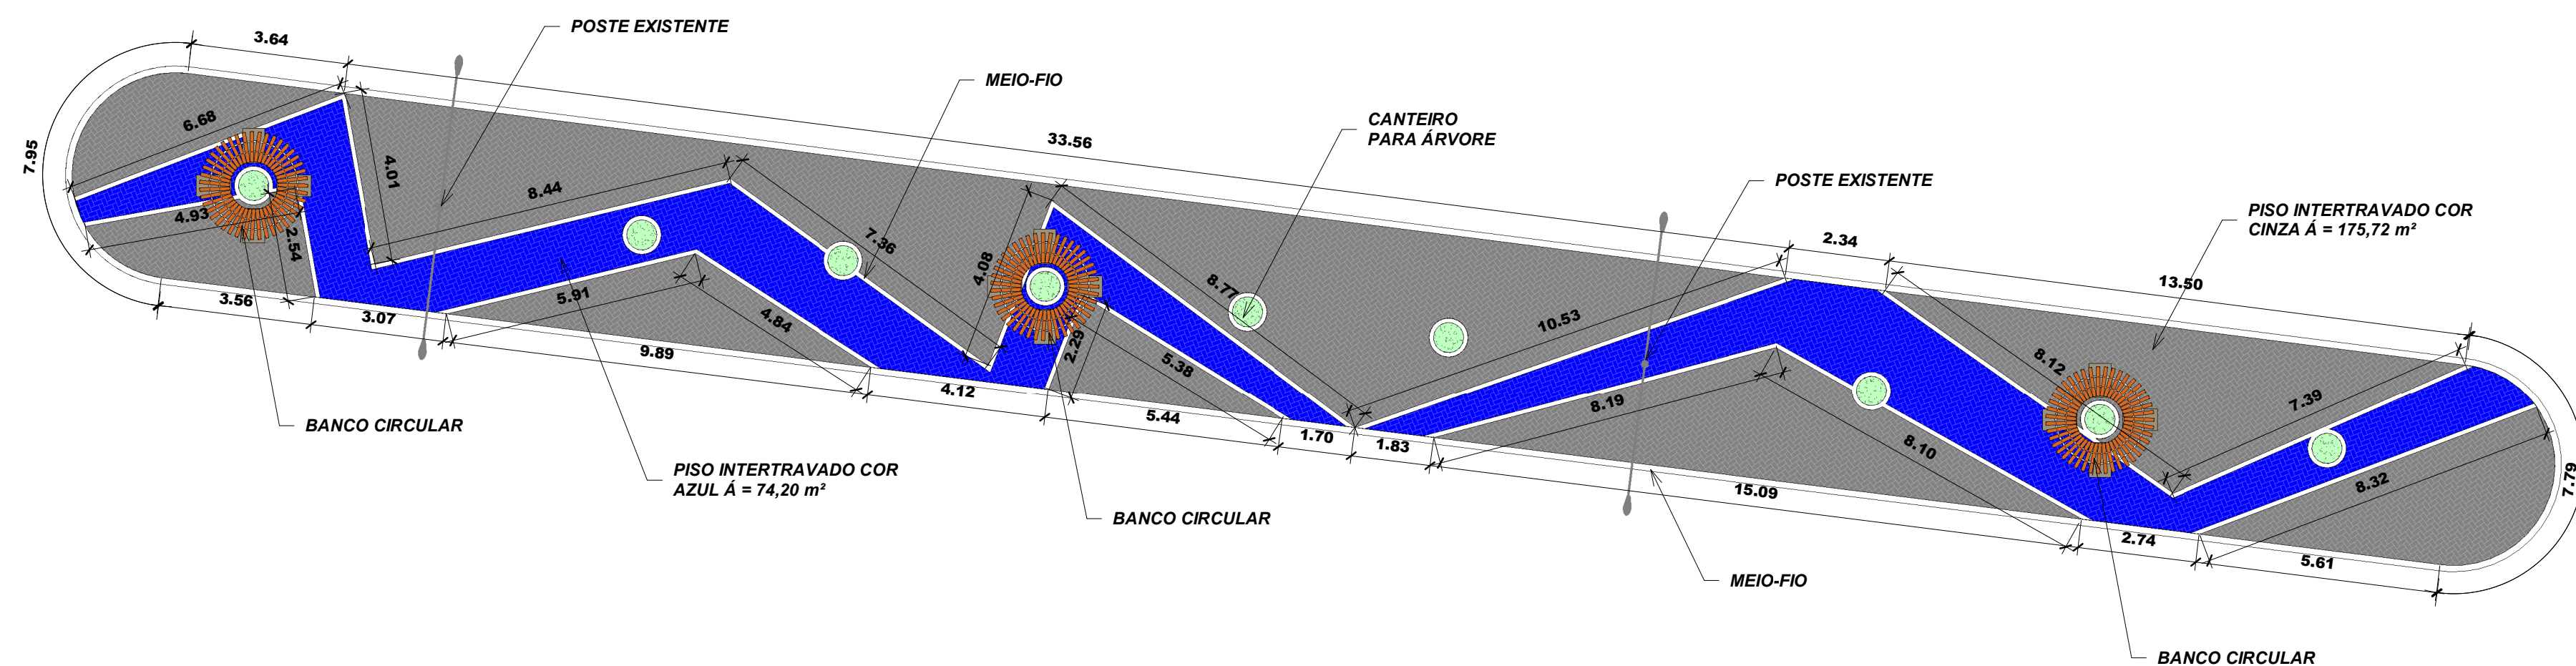 POSTE EXISTENTE
3.64
MEIO-FIO
CANTEIRO
PARA ÁRVORE
33.56
7.95
6.68
4.01
8.44
POSTE EXISTENTE
PISO INTERTRAVADO COR
CINZA Á = 175,72 m²
4.93
2.54
7.36
4.08
8.77
2.34
13.50
3.56
3.07
5.91
4.84
9.89
2.29
5.38
10.53
8.12
4.12
5.44
1.70
1.83
8.19
8.10
7.39
8.32
7.79
BANCO CIRCULAR
PISO INTERTRAVADO COR
AZUL Á = 74,20 m²
BANCO CIRCULAR
15.09
2.74
5.61
MEIO-FIO
BANCO CIRCULAR